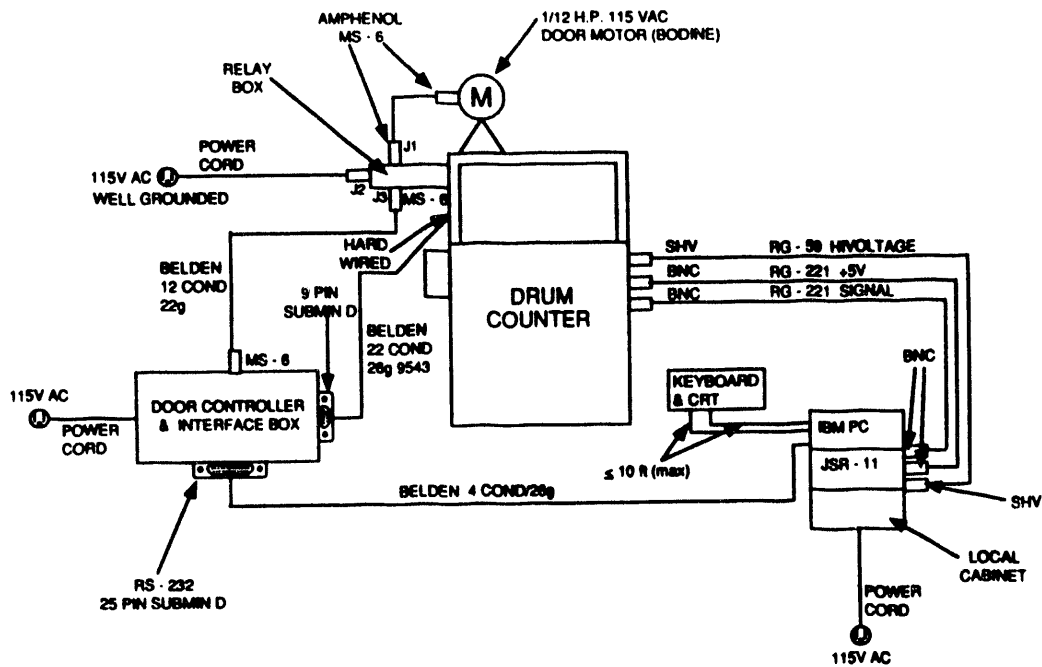 AMPHENOL
MS - 6
1/12 H.P. 115 VAC
DOOR MOTOR (BODINE)
RELAY
BOX
M
J1
POWER
CORD
115V AC
WELL GROUNDED
J2
J3
MS - 6
HARD
WIRED
SHV
RG - 59 HIVOLTAGE
BNC
RG - 221 +5V
BNC
RG - 221 SIGNAL
BELDEN
12 COND
22g
9 PIN
SUBMIN D
DRUM
COUNTER
BELDEN
22 COND
26g 9543
MS - 6
BNC
KEYBOARD
& CRT
115V AC
POWER
CORD
DOOR CONTROLLER
& INTERFACE BOX
IBM PC
JSR - 11
≤ 10 ft (max)
BELDEN 4 COND/26g
SHV
LOCAL
CABINET
RS - 232
25 PIN SUBMIN D
POWER
CORD
115V AC